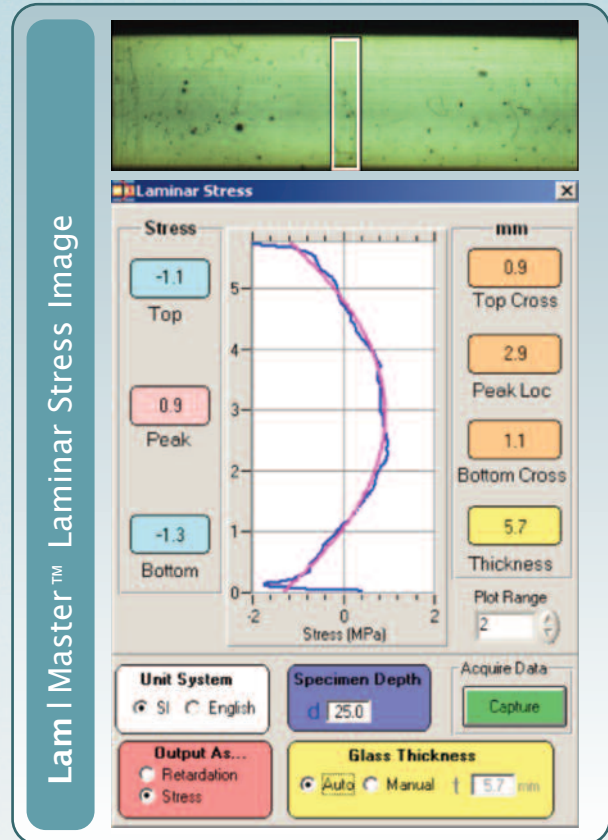 Lam|Master™ Laminar Stress Image
Laminar Stress
Stress
-1.1
Top
0.9
Peak
-1.3
Bottom
5
4
3
2
1
0
-2
0
2
Stress (MPa)
mm
0.9
Top Cross
2.9
Peak Loc
1.1
Bottom Cross
5.7
Thickness
Plot Range
2
Unit System
SI
English
Specimen Depth
d 25.0
Acquire Data
Capture
Output As...
Retardation
Stress
Glass Thickness
Auto Manual t 5.7 mm